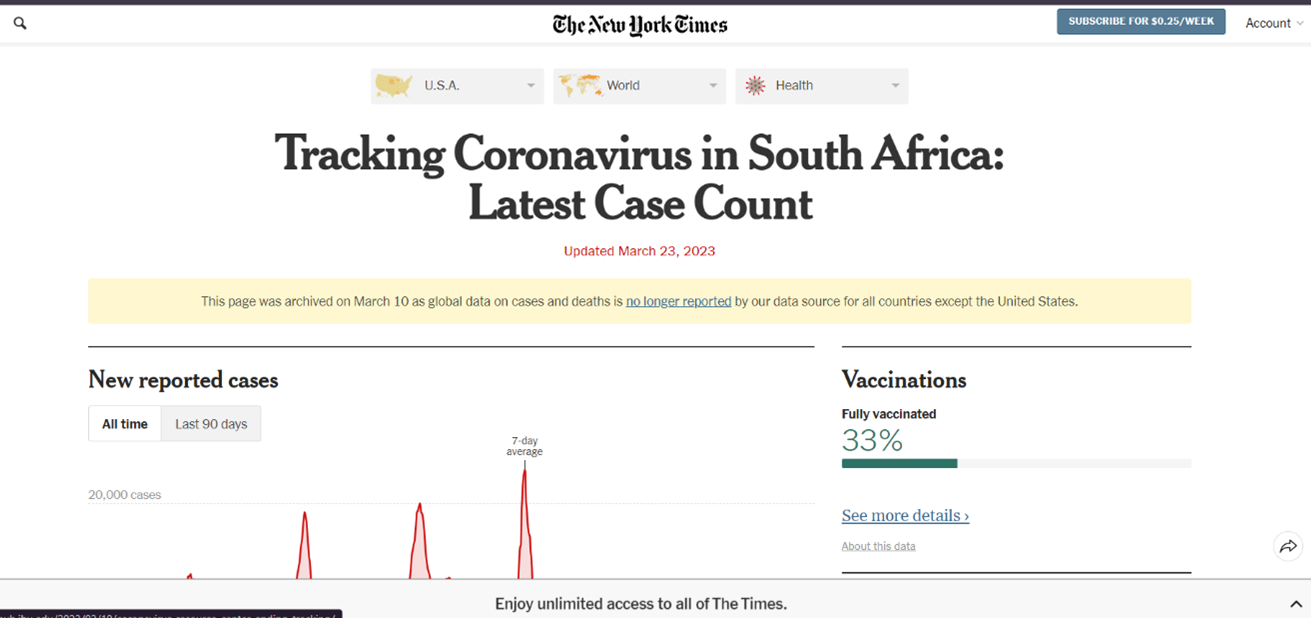 The New York Times
SUBSCRIBE FOR $0.25/WEEK
Account
U.S.A.
World
Health
Tracking Coronavirus in South Africa:
Latest Case Count
Updated March 23, 2023
This page was archived on March 10 as global data on cases and deaths is no longer reported by our data source for all countries except the United States.
New reported cases
All time
Last 90 days
7-day
average
20,000 cases
Vaccinations
Fully vaccinated
33%
See more details ›
About this data
Enjoy unlimited access to all of The Times.